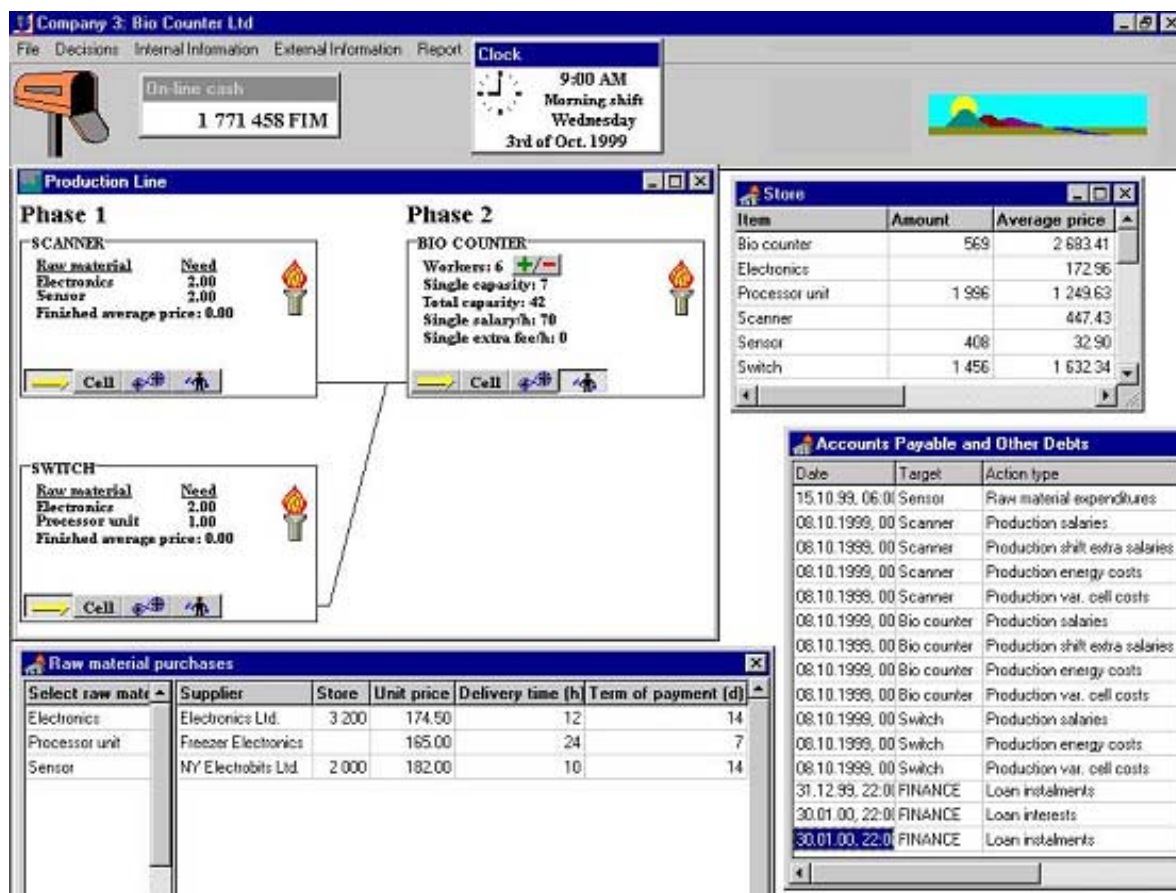 Company 3: Bio Counter Ltd
File Decisions Internal Information External Information Report
On-line cash
1 771 458 FIM
Clock
9:00 AM
Morning shift
Wednesday
3rd of Oct. 1999
Production Line
Phase 1
SCANNER
Raw material Need
Electronics 2.00
Sensor 2.00
Finished average price: 0.00
Cell
SWITCH
Raw material Need
Electronics 2.00
Processor unit 1.00
Finished average price: 0.00
Cell
Phase 2
BIO COUNTER
Workers: 6 +/-
Single capasity: 7
Total capasity: 42
Single salary/h: 70
Single extra fee/h: 0
Cell
Store
Item Amount Average price
Bio counter 569 2 683.41
Electronics 172.96
Processor unit 1 996 1 249.63
Scanner 447.43
Sensor 408 32.90
Switch 1 456 1 632.34
Accounts Payable and Other Debts
Date Target Action type
15.10.99, 06:0 Sensor Raw material expenditures
08.10.1999, 00 Scanner Production salaries
08.10.1999, 00 Scanner Production shift extra salaries
08.10.1999, 00 Scanner Production energy costs
08.10.1999, 00 Scanner Production var. cell costs
08.10.1999, 00 Bio counter Production salaries
08.10.1999, 00 Bio counter Production shift extra salaries
08.10.1999, 00 Bio counter Production energy costs
08.10.1999, 00 Bio counter Production var. cell costs
08.10.1999, 00 Switch Production salaries
08.10.1999, 00 Switch Production energy costs
08.10.1999, 00 Switch Production var. cell costs
31.12.99, 22:0 FINANCE Loan instalments
30.01.00, 22:0 FINANCE Loan interests
30.01.00, 22:0 FINANCE Loan instalments
Raw material purchases
Select raw mate Supplier Store Unit price Delivery time (h) Term of payment (d)
Electronics Electronics Ltd. 3 200 174.50 12 14
Processor unit Freezer Electronics 165.00 24 7
Sensor NY Electrobits Ltd. 2 000 182.00 10 14